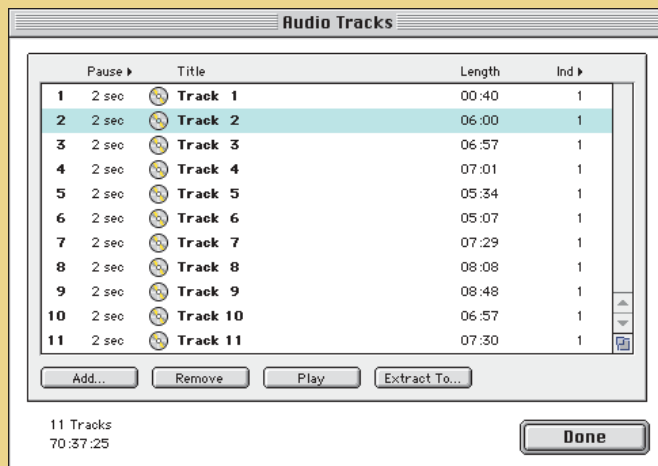 Audio Tracks
Pause Title Length Ind
1 2 sec Track 1 00:40 1
2 2 sec Track 2 06:00 1
3 2 sec Track 3 06:57 1
4 2 sec Track 4 07:01 1
5 2 sec Track 5 05:34 1
6 2 sec Track 6 05:07 1
7 2 sec Track 7 07:29 1
8 2 sec Track 8 08:08 1
9 2 sec Track 9 08:48 1
10 2 sec Track 10 06:57 1
11 2 sec Track 11 07:30 1
Add... Remove Play Extract To...
11 Tracks
70:37:25
Done